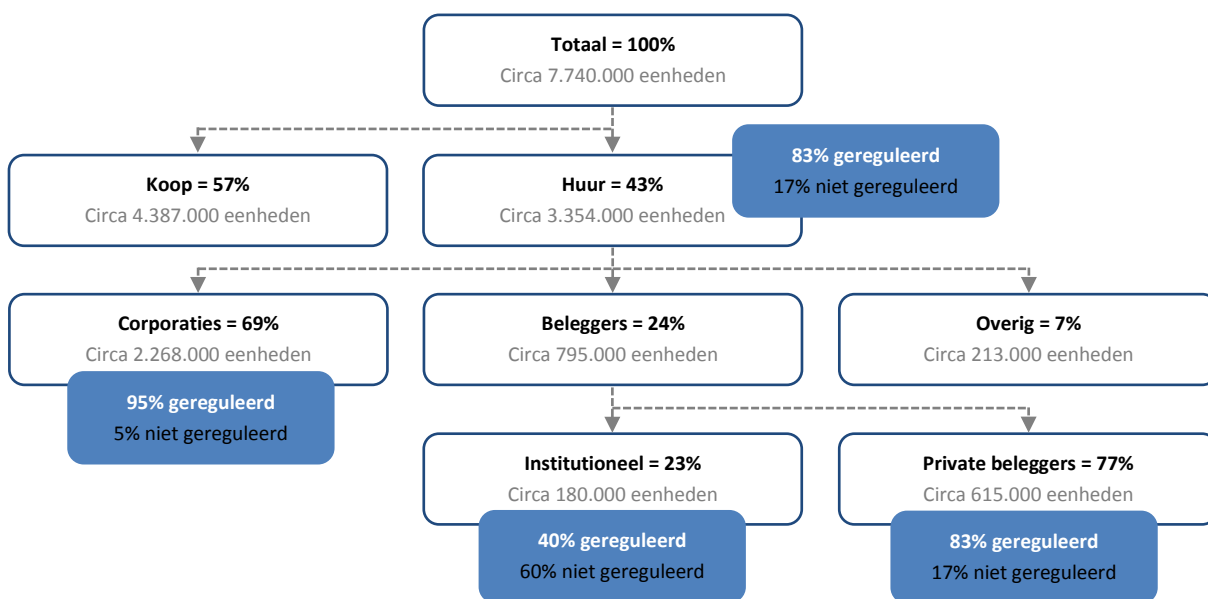 Totaal = 100%
Circa 7.740.000 eenheden
Koop = 57%
Circa 4.387.000 eenheden
Huur = 43%
Circa 3.354.000 eenheden
83% gereguleerd
17% niet gereguleerd
Corporaties = 69%
Circa 2.268.000 eenheden
95% gereguleerd
5% niet gereguleerd
Beleggers = 24%
Circa 795.000 eenheden
Overig = 7%
Circa 213.000 eenheden
Institutioneel = 23%
Circa 180.000 eenheden
40% gereguleerd
60% niet gereguleerd
Private beleggers = 77%
Circa 615.000 eenheden
83% gereguleerd
17% niet gereguleerd